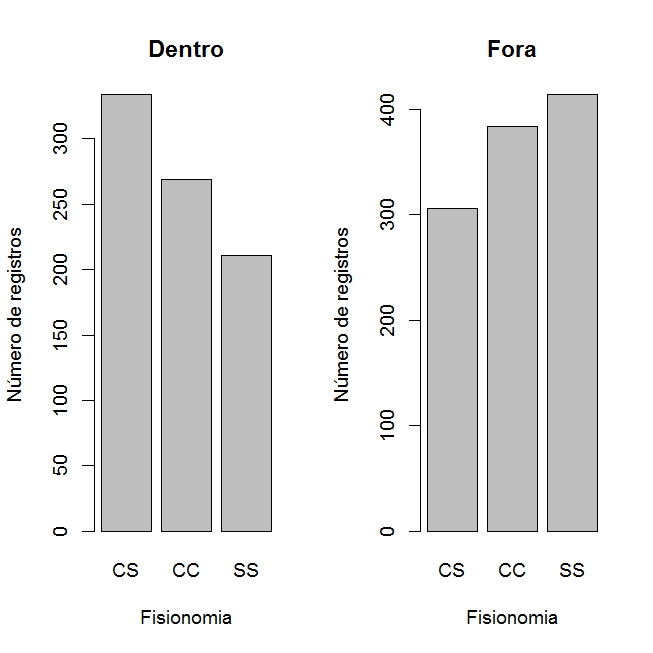 Dentro
Número de registros
300
250
200
150
100
50
0
CS CC SS
Fisionomia
Fora
Número de registros
400
300
200
100
0
CS CC SS
Fisionomia